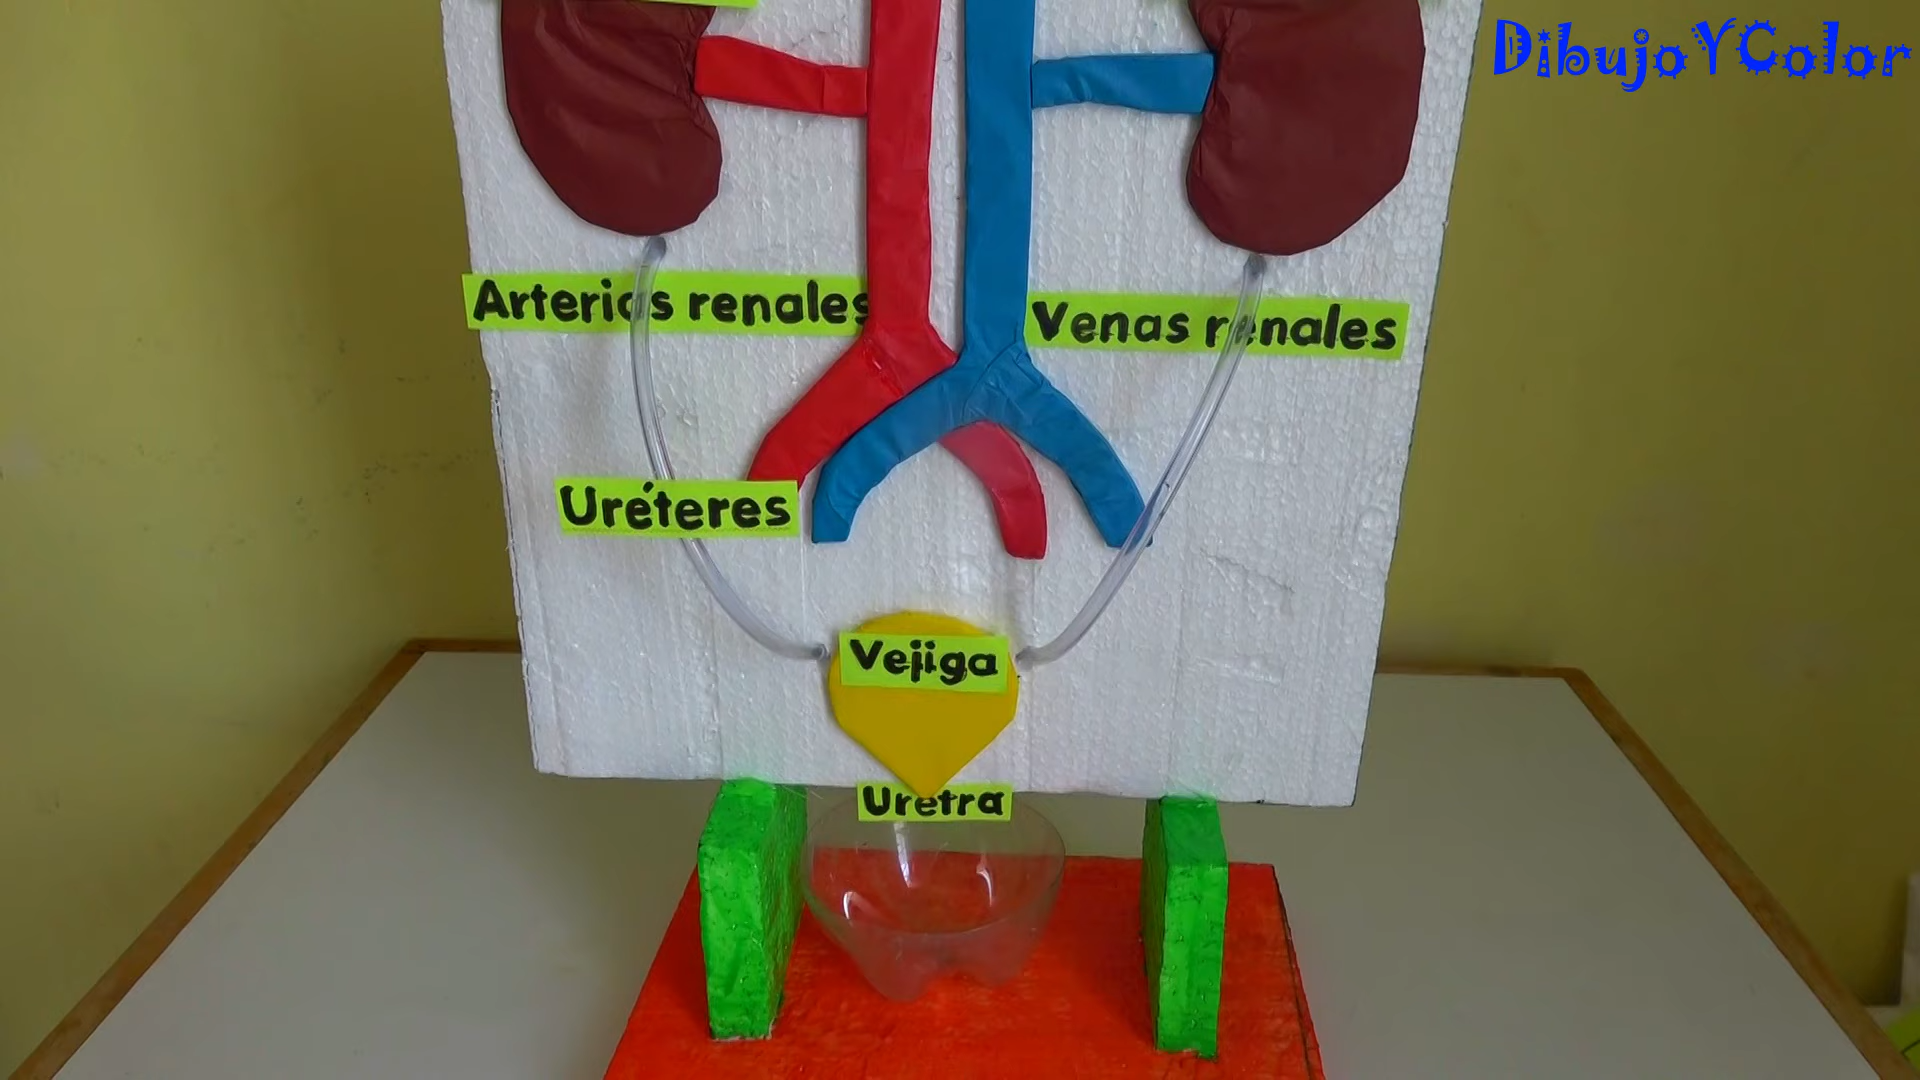 DibujoYColor
Arterias renales
Venas renales
Uréteres
Vejiga
Uretra